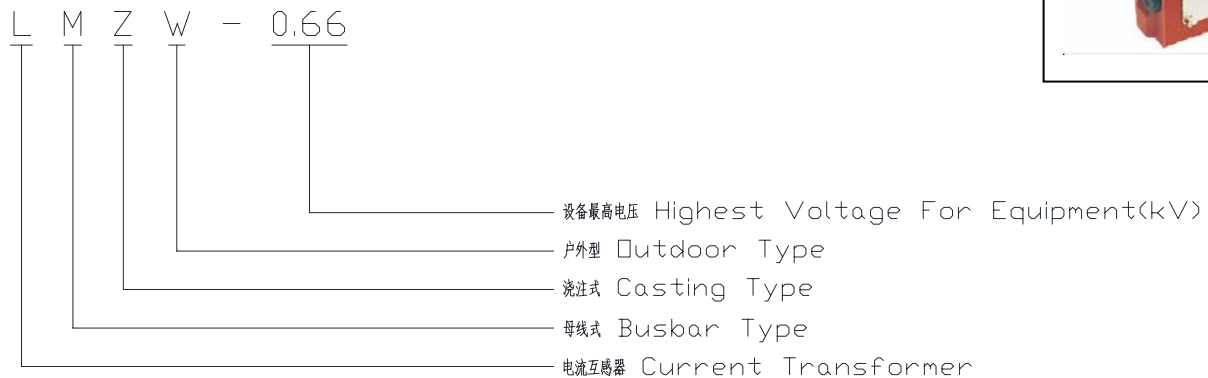 L M Z W - 0.66
设备最高电压 Highest Voltage For Equipment(kV)
户外型 Outdoor Type
浇注式 Casting Type
母线式 Busbar Type
电流互感器 Current Transformer